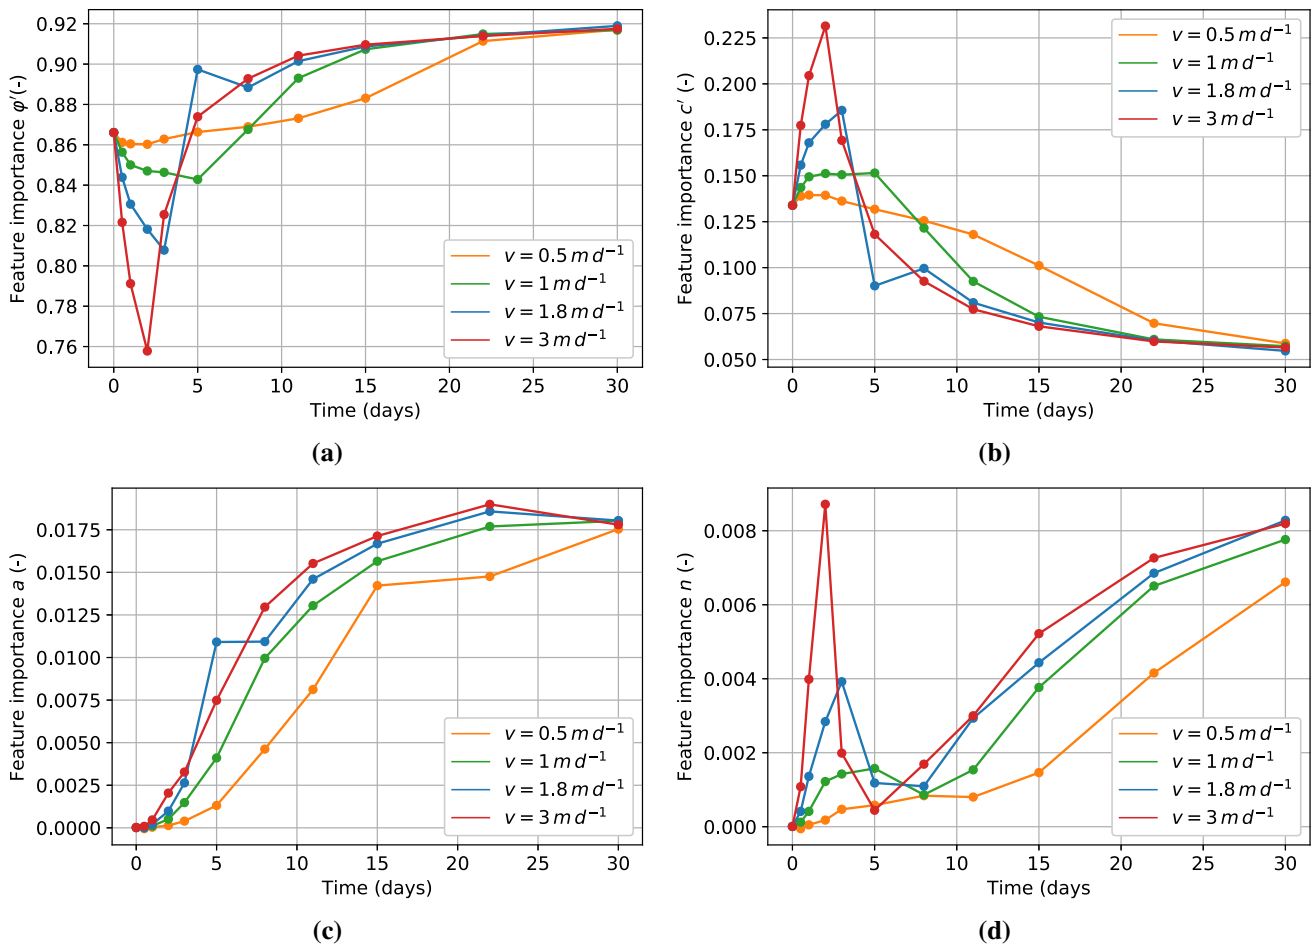 0.92
0.90
0.88
0.86
0.84
0.82
0.80
0.78
0.76
Feature importance φ′(-)
v = 0.5 m d⁻¹
v = 1 m d⁻¹
v = 1.8 m d⁻¹
v = 3 m d⁻¹
0 5 10 15 20 25 30
Time (days)
(a)
0.225
0.200
0.175
0.150
0.125
0.100
0.075
0.050
Feature importance c′ (-)
v = 0.5 m d⁻¹
v = 1 m d⁻¹
v = 1.8 m d⁻¹
v = 3 m d⁻¹
0 5 10 15 20 25 30
Time (days)
(b)
0.0175
0.0150
0.0125
0.0100
0.0075
0.0050
0.0025
0.0000
Feature importance a (-)
v = 0.5 m d⁻¹
v = 1 m d⁻¹
v = 1.8 m d⁻¹
v = 3 m d⁻¹
0 5 10 15 20 25 30
Time (days)
(c)
0.008
0.006
0.004
0.002
0.000
Feature importance n (-)
v = 0.5 m d⁻¹
v = 1 m d⁻¹
v = 1.8 m d⁻¹
v = 3 m d⁻¹
0 5 10 15 20 25 30
Time (days
(d)